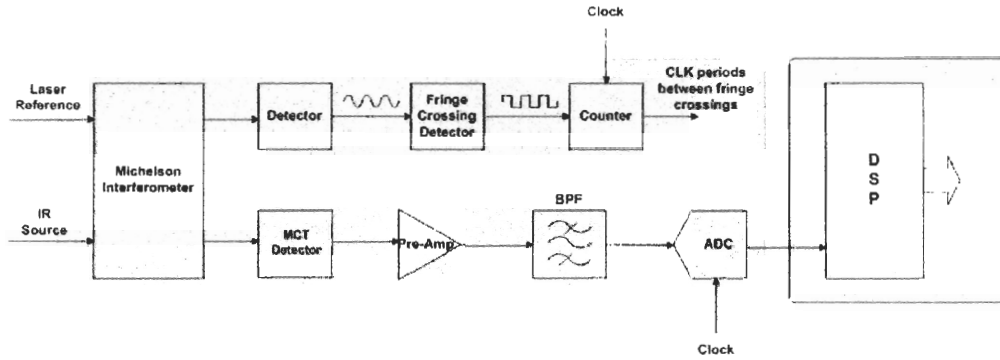 Clock
Laser
Reference
CLK periods
between fringe
crossings
Detector
Fringe
Crossing
Detector
Counter
Michelson
Interferometer
D
S
P
IR
Source
BPF
MCT
Detector
Pre-Amp
ADC
Clock